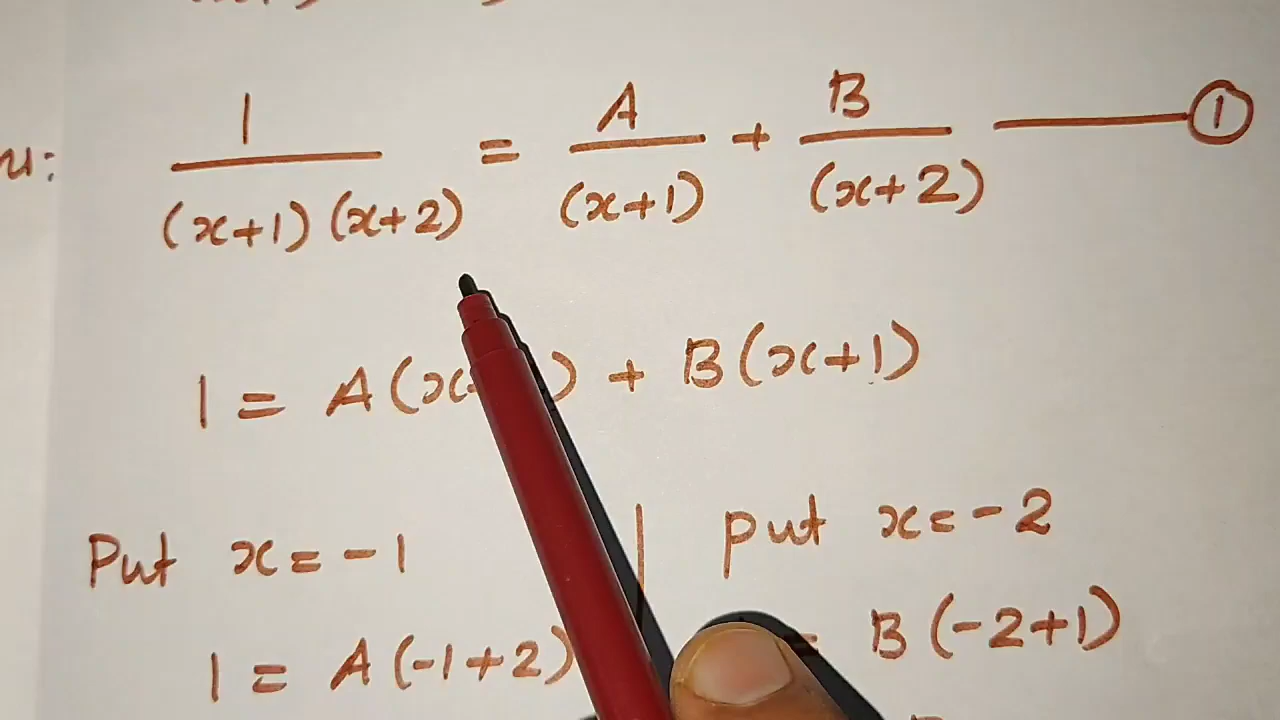 1 / (x+1)(x+2) = A / (x+1) + B / (x+2) ——— ①
1 = A(x ) + B(x+1)
Put x = -1 | put x = -2
1 = A(-1+2) = B(-2+1)